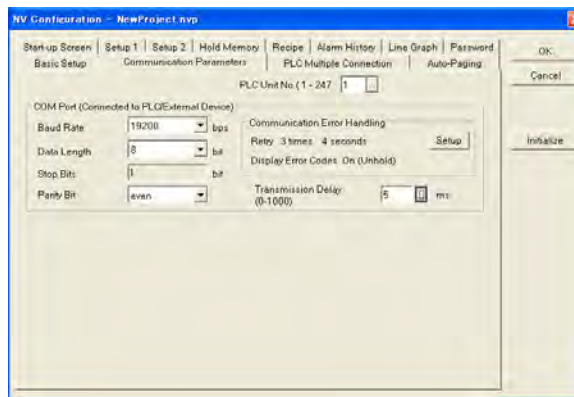 NV Configuration - NewProject.nvp
Start-up Screen Setup 1 Setup 2 Hold Memory Recipe Alarm History Line Graph Password
Basic Setup Communication Parameters PLC Multiple Connection Auto-Paging
OK
Cancel
Initialize
PLC Unit No.( 1 - 247 1
COM Port (Connected to PLC/External Device)
Baud Rate 19200 bps
Data Length 8 bit
Stop Bits 1 bit
Parity Bit even
Communication Error Handling
Retry 3 times 4 seconds Setup
Display Error Codes On (Unhold)
Transmission Delay 5 ms
(0-1000)